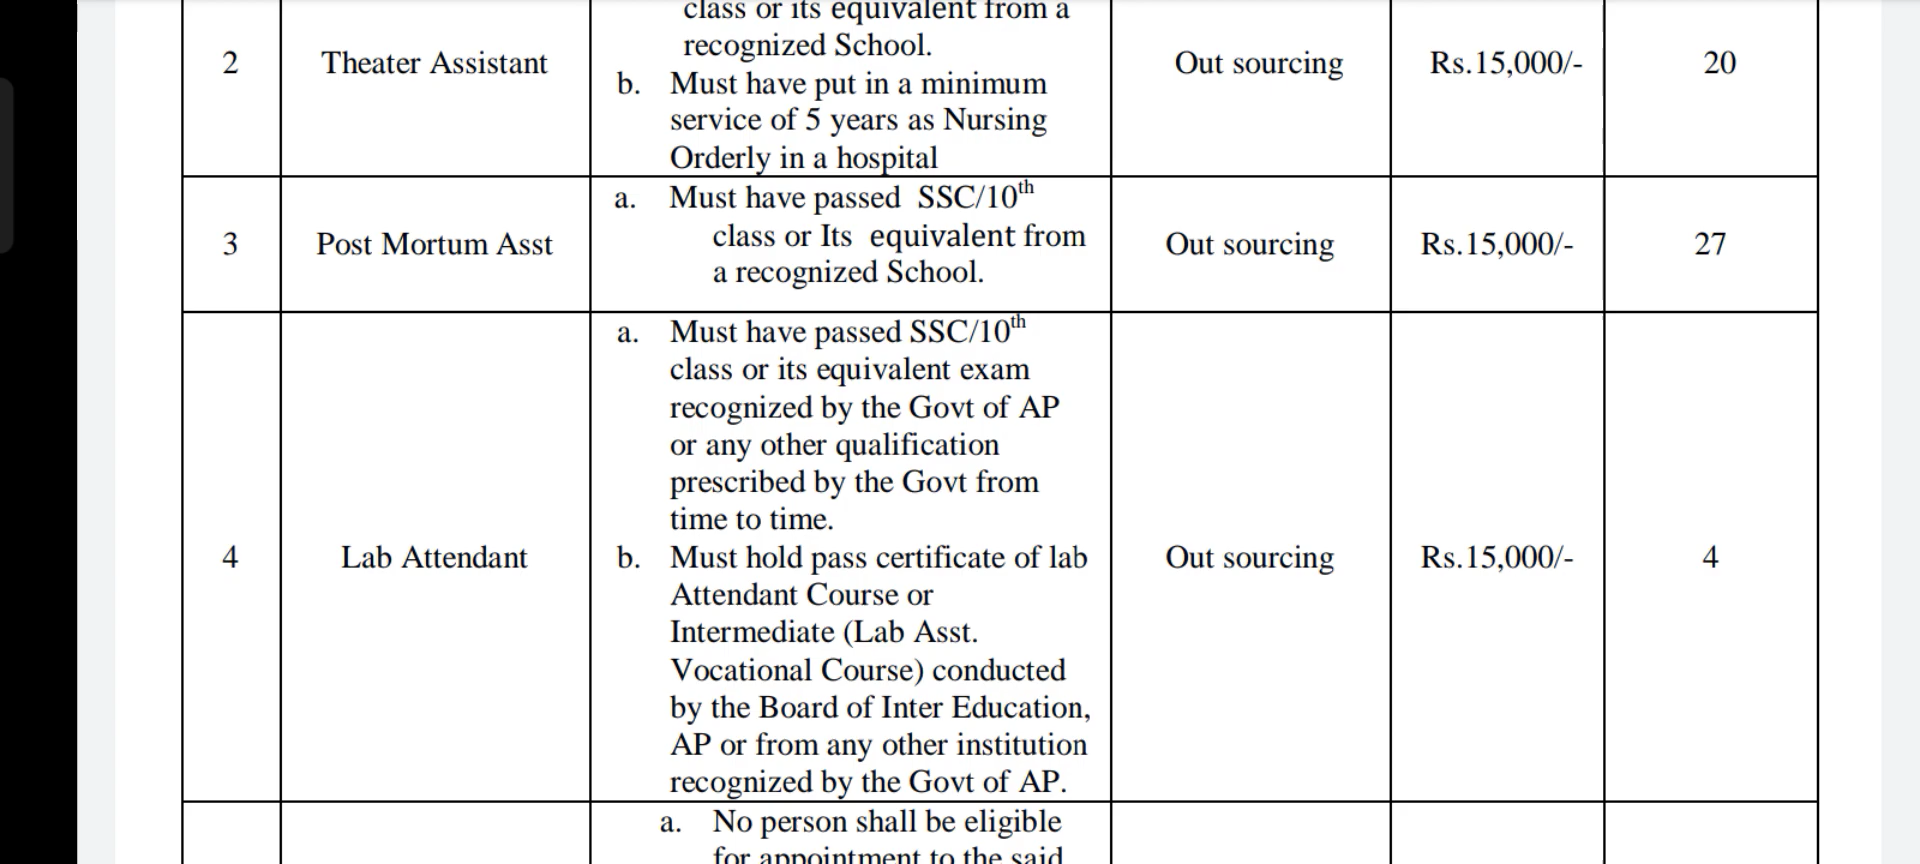 class or its equivalent from a
recognized School.
2 Theater Assistant b. Must have put in a minimum Out sourcing Rs.15,000/- 20
service of 5 years as Nursing
Orderly in a hospital
a. Must have passed SSC/10th
class or Its equivalent from
3 Post Mortum Asst Out sourcing Rs.15,000/- 27
a recognized School.
a. Must have passed SSC/10th
class or its equivalent exam
recognized by the Govt of AP
or any other qualification
prescribed by the Govt from
time to time.
4 Lab Attendant b. Must hold pass certificate of lab Out sourcing Rs.15,000/- 4
Attendant Course or
Intermediate (Lab Asst.
Vocational Course) conducted
by the Board of Inter Education,
AP or from any other institution
recognized by the Govt of AP.
a. No person shall be eligible
for appointment to the said